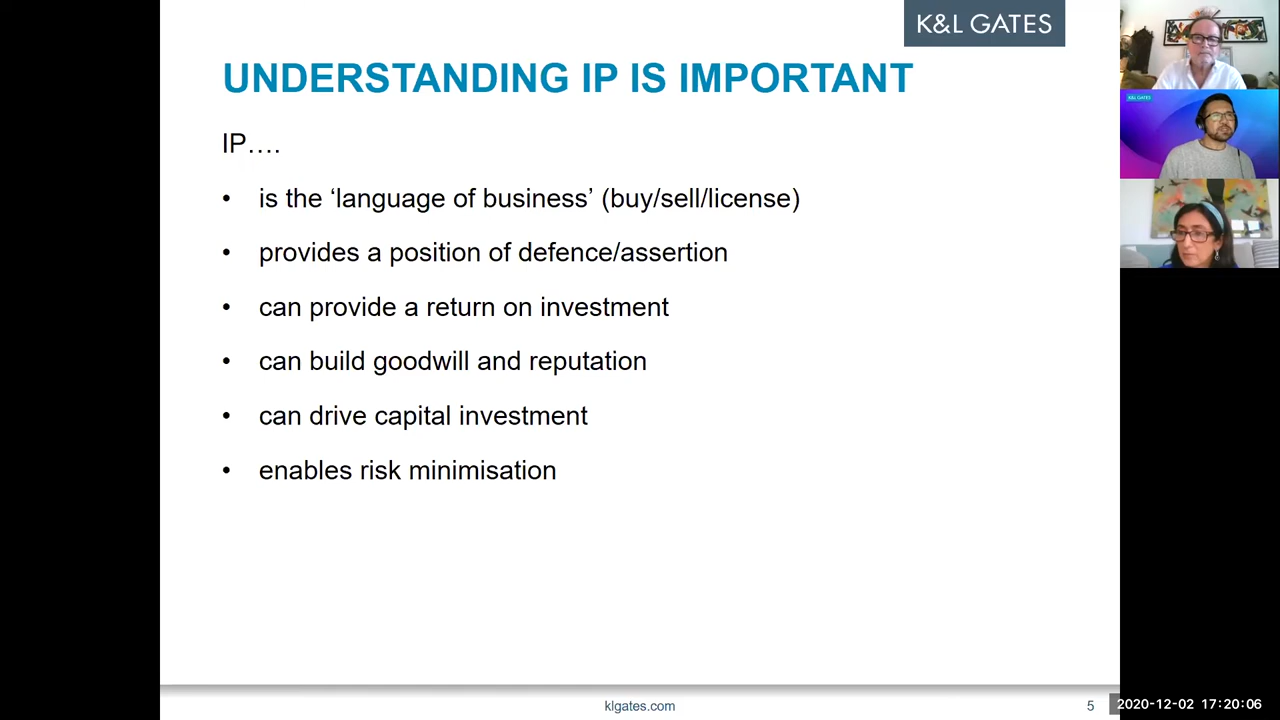 K&L GATES
UNDERSTANDING IP IS IMPORTANT
IP….
• is the ‘language of business’ (buy/sell/license)
• provides a position of defence/assertion
• can provide a return on investment
• can build goodwill and reputation
• can drive capital investment
• enables risk minimisation
klgates.com
5
K&L GATES
2020-12-02 17:20:06